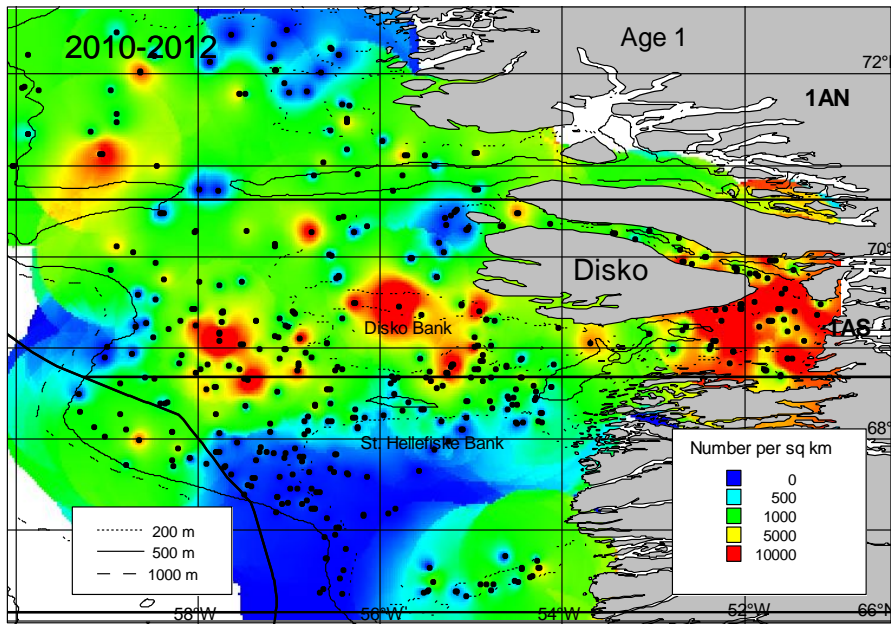 2010-2012
Age 1
72°N
1AN
70°N
Disko
Disko Bank
1AS
St. Hellefiske Bank
68°
Number per sq km
0
500
1000
5000
10000
200 m
500 m
1000 m
58°W
56°W
54°W
52°W
66°N